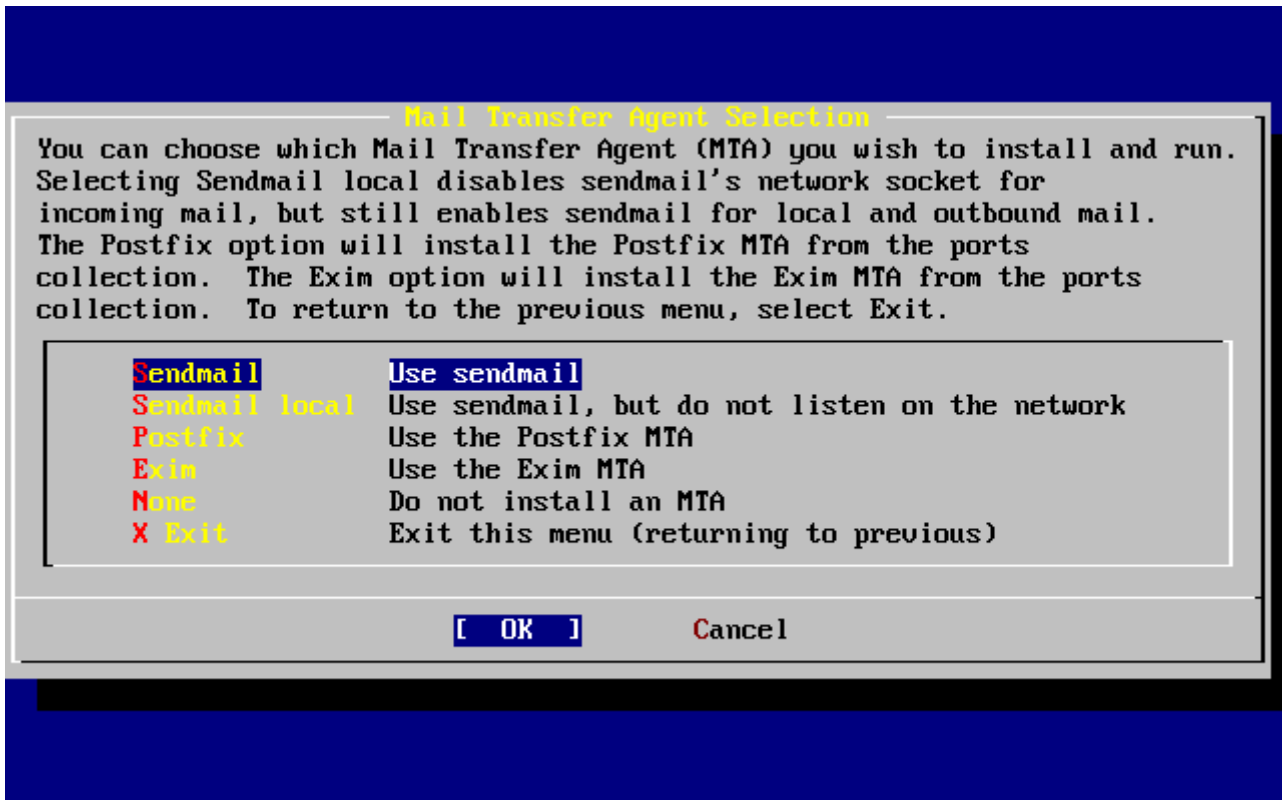 Mail Transfer Agent Selection
You can choose which Mail Transfer Agent (MTA) you wish to install and run.
Selecting Sendmail local disables sendmail's network socket for
incoming mail, but still enables sendmail for local and outbound mail.
The Postfix option will install the Postfix MTA from the ports
collection.  The Exim option will install the Exim MTA from the ports
collection.  To return to the previous menu, select Exit.
Sendmail Use sendmail
Sendmail local Use sendmail, but do not listen on the network
Postfix Use the Postfix MTA
Exim Use the Exim MTA
None Do not install an MTA
X Exit Exit this menu (returning to previous)
[ OK ] Cancel